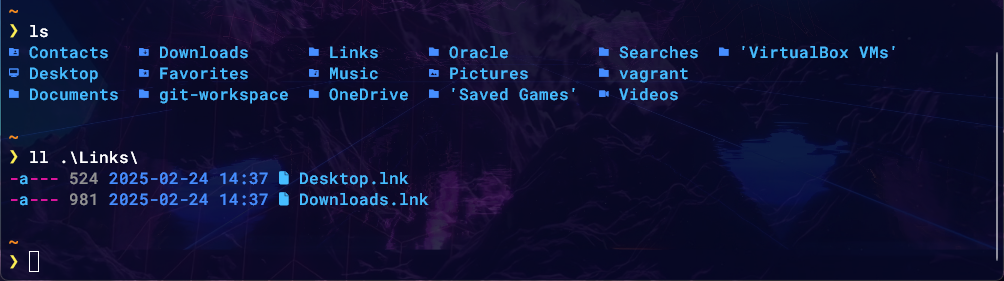 ~
❯ ls
Contacts Downloads Links Oracle Searches 'VirtualBox VMs'
Desktop Favorites Music Pictures vagrant
Documents git-workspace OneDrive 'Saved Games' Videos
~
❯ ll .\Links\
-a--- 524 2025-02-24 14:37 Desktop.lnk
-a--- 981 2025-02-24 14:37 Downloads.lnk
~
❯